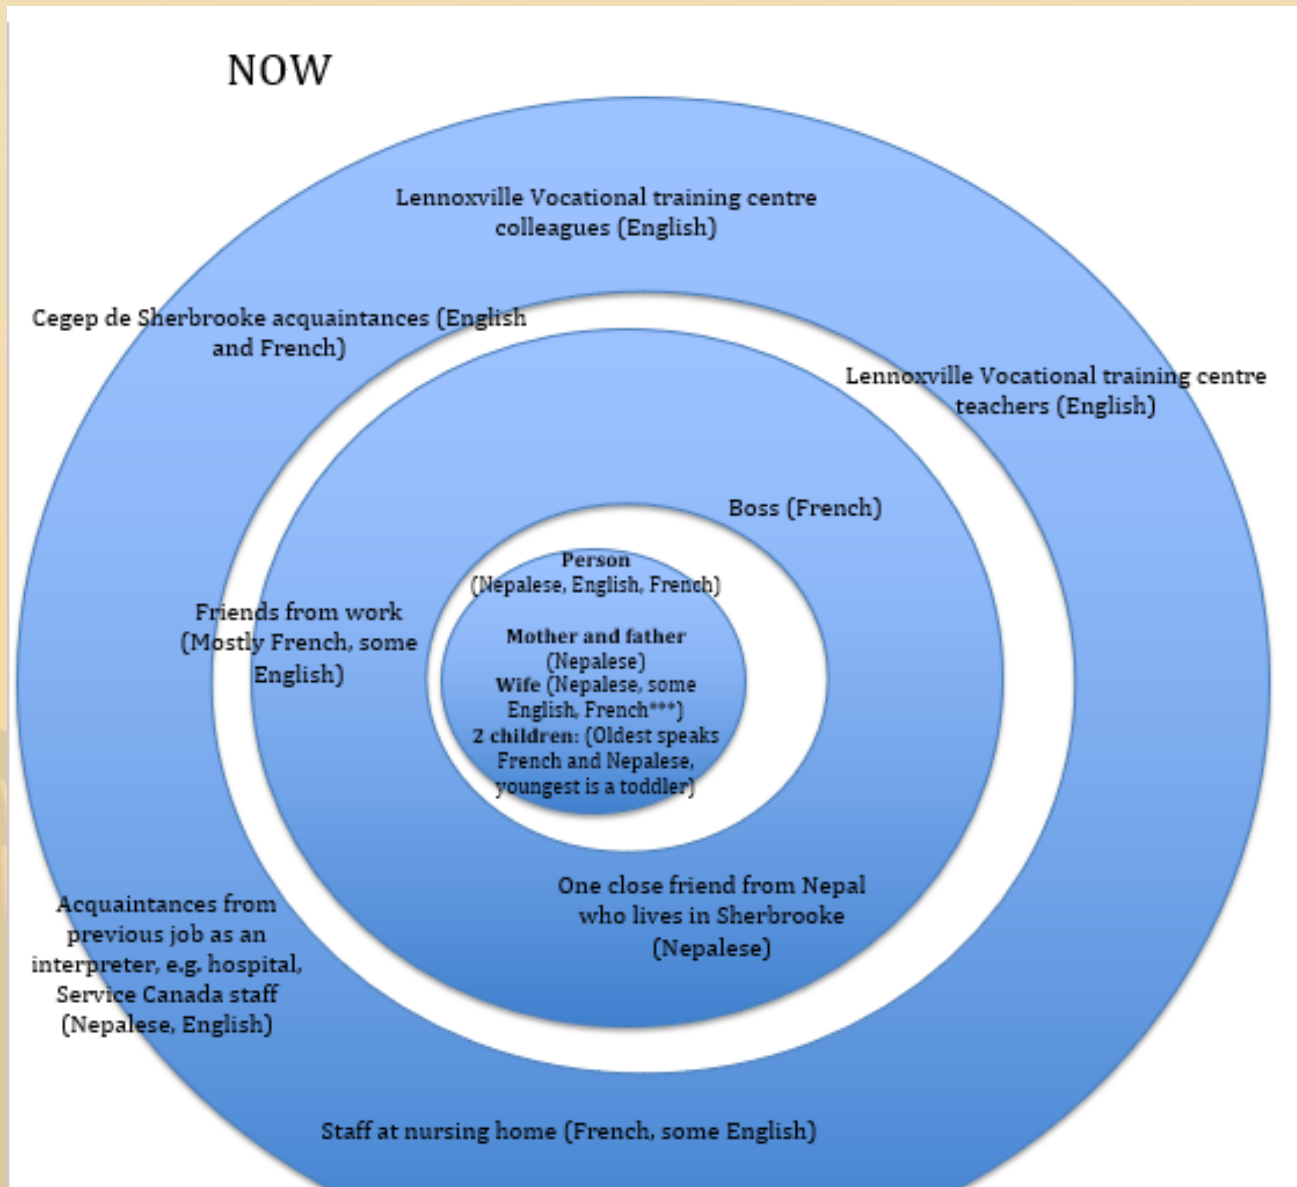 NOW
Lennoxville Vocational training centre
colleagues (English)
Cegep de Sherbrooke acquaintances (English
and French)
Lennoxville Vocational training centre
teachers (English)
Boss (French)
Person
(Nepalese, English, French)
Mother and father
(Nepalese)
Wife (Nepalese, some
English, French***)
2 children: (Oldest speaks
French and Nepalese,
youngest is a toddler)
Friends from work
(Mostly French, some
English)
One close friend from Nepal
who lives in Sherbrooke
(Nepalese)
Acquaintances from
previous job as an
interpreter, e.g. hospital,
Service Canada staff
(Nepalese, English)
Staff at nursing home (French, some English)